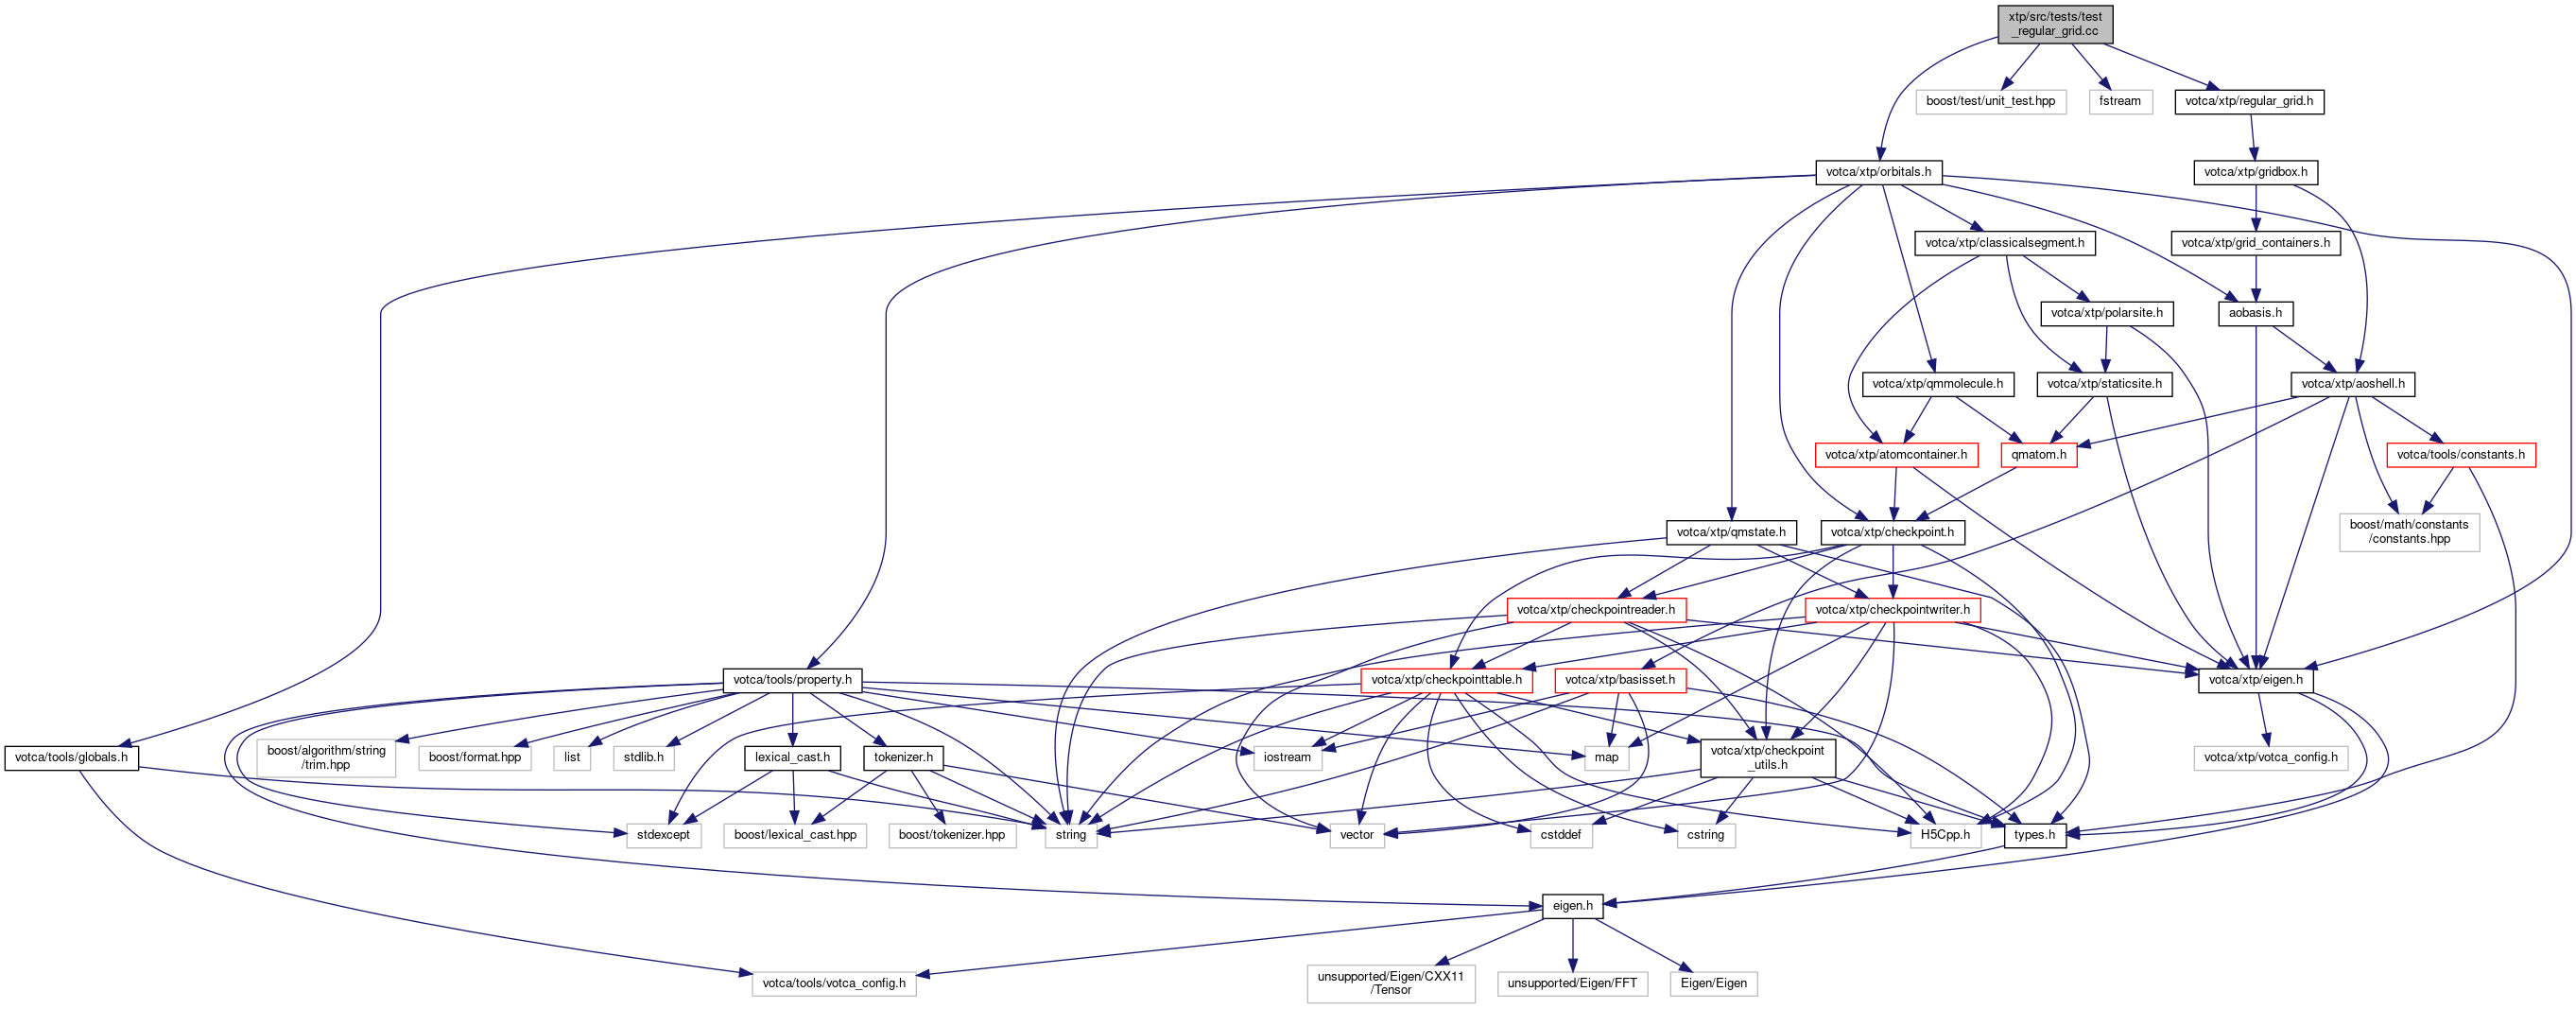 xtp/src/tests/test
_regular_grid.cc
boost/test/unit_test.hpp
fstream
votca/xtp/regular_grid.h
votca/xtp/orbitals.h
votca/xtp/gridbox.h
votca/xtp/classicalsegment.h
votca/xtp/grid_containers.h
votca/xtp/polarsite.h
aobasis.h
votca/xtp/qmmolecule.h
votca/xtp/staticsite.h
votca/xtp/aoshell.h
votca/xtp/atomcontainer.h
qmatom.h
votca/tools/constants.h
votca/xtp/qmstate.h
votca/xtp/checkpoint.h
boost/math/constants
/constants.hpp
votca/xtp/checkpointreader.h
votca/xtp/checkpointwriter.h
votca/tools/property.h
votca/xtp/checkpointtable.h
votca/xtp/basisset.h
votca/xtp/eigen.h
votca/tools/globals.h
boost/algorithm/string
/trim.hpp
boost/format.hpp
list
stdlib.h
lexical_cast.h
tokenizer.h
iostream
map
votca/xtp/checkpoint
_utils.h
votca/xtp/votca_config.h
stdexcept
boost/lexical_cast.hpp
boost/tokenizer.hpp
string
vector
cstddef
cstring
H5Cpp.h
types.h
eigen.h
votca/tools/votca_config.h
unsupported/Eigen/CXX11
/Tensor
unsupported/Eigen/FFT
Eigen/Eigen